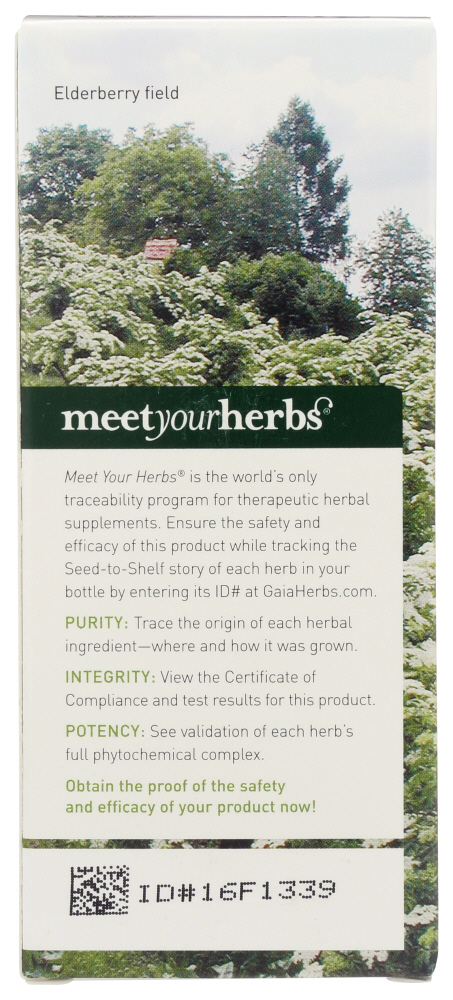 Elderberry field
meetyourherbs®
Meet Your Herbs® is the world's only
traceability program for therapeutic herbal
supplements. Ensure the safety and
efficacy of this product while tracking the
Seed-to-Shelf story of each herb in your
bottle by entering its ID# at GaiaHerbs.com.
PURITY: Trace the origin of each herbal
ingredient—where and how it was grown.
INTEGRITY: View the Certificate of
Compliance and test results for this product.
POTENCY: See validation of each herb's
full phytochemical complex.
Obtain the proof of the safety
and efficacy of your product now!
ID#16F1339